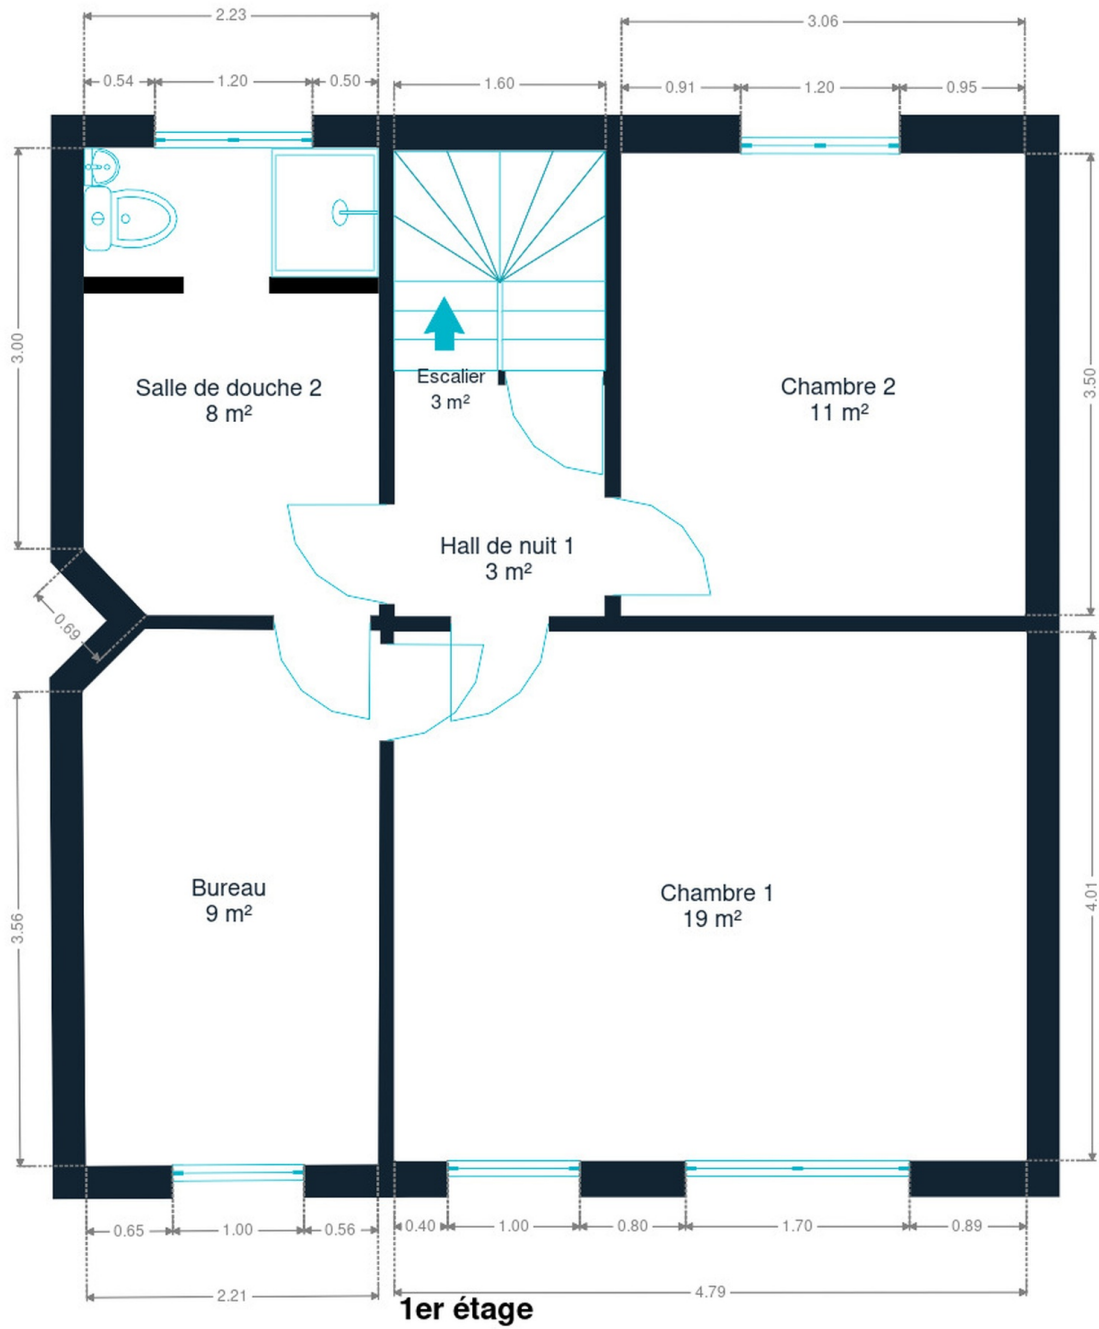 2.23
3.06
0.54
1.20
0.50
1.60
0.91
1.20
0.95
3.00
3.50
Escalier
3 m²
Salle de douche 2
8 m²
Chambre 2
11 m²
Hall de nuit 1
3 m²
0.69
Bureau
9 m²
Chambre 1
19 m²
3.56
4.01
0.65
1.00
0.56
0.40
1.00
0.80
1.70
0.89
2.21
4.79
1er étage